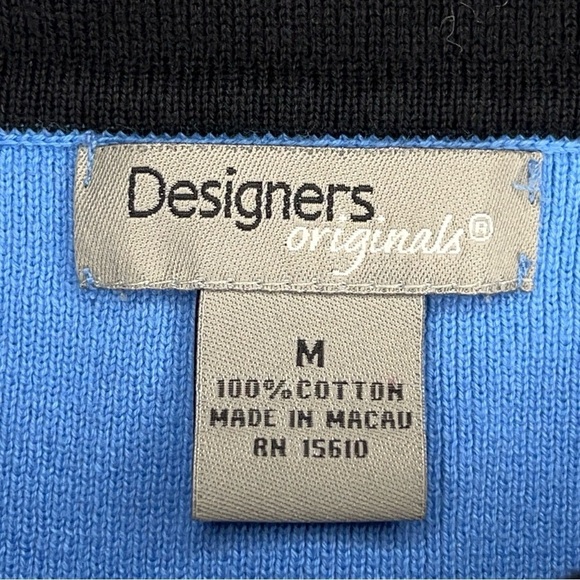 Designers
originals®
M
100% COTTON
MADE IN MACAU
RN 15610